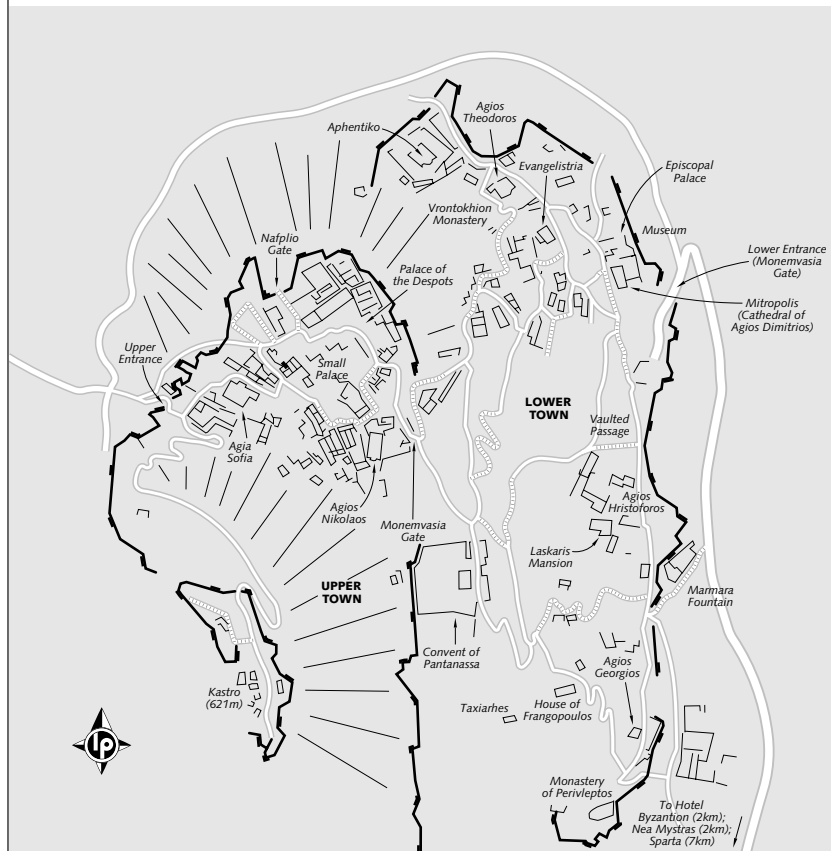 Agios
Theodoros
Aphentiko
Evangelistria
Episcopal
Palace
Vrontokhion
Monastery
Museum
Nafplio
Gate
Lower Entrance
(Monemvasia
Gate)
Palace of
the Despots
Mitropolis
(Cathedral of
Agios Dimitrios)
Upper
Entrance
Small
Palace
LOWER
TOWN
Vaulted
Passage
Agia
Sofia
Agios
Hristoforos
Agios
Nikolaos
Monemvasia
Gate
Laskaris
Mansion
UPPER
TOWN
Marmara
Fountain
Convent of
Pantanassa
Agios
Georgios
Kastro
(621m)
Taxiarhes
House of
Frangopoulos
lp
Monastery
of Perivleptos
To Hotel
Byzantion (2km);
Nea Mystras (2km);
Sparta (7km)